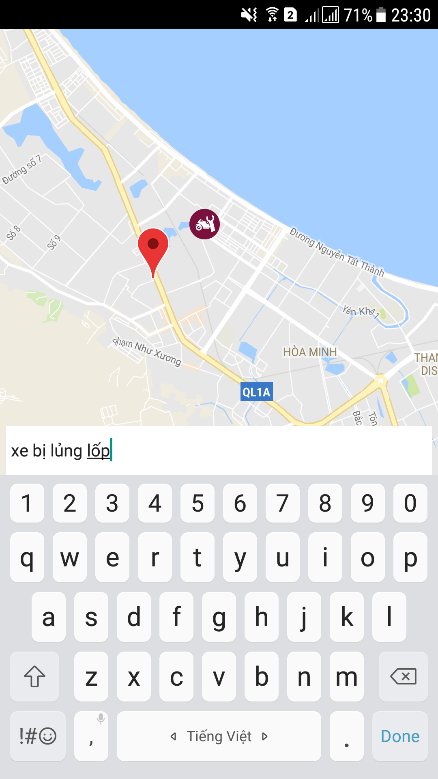 2
71%
23:30
Đường số 7
Số 8
Số 9
Đường Nguyễn Tất Thành
Yên Khê 1
Phạm Như Xương
HÒA MINH
THAN
DIS
QL1A
xe bị lủng lốp
1 2 3 4 5 6 7 8 9 0
q w e r t y u i o p
a s d f g h j k l
z x c v b n m
!#☺ , Tiếng Việt . Done